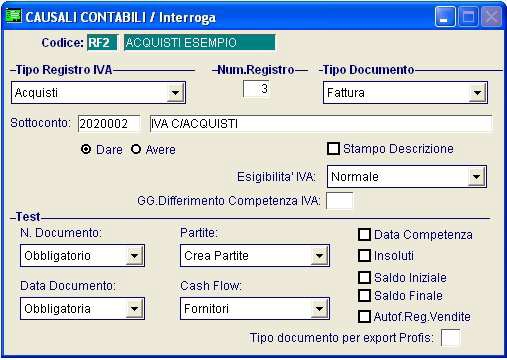 CAUSALI CONTABILI / Interroga
Codice: RF2 ACQUISTI ESEMPIO
Tipo Registro IVA Num.Registro Tipo Documento
Acquisti 3 Fattura
Sottoconto: 2020002 IVA C/ACQUISTI
Dare Avere Stampo Descrizione
Esigibilita' IVA: Normale
GG.Differimento Competenza IVA:
Test
N. Documento: Partite: Data Competenza
Obbligatorio Crea Partite Insoluti
Saldo Iniziale
Data Documento: Cash Flow: Saldo Finale
Obbligatoria Fornitori Autof.Reg.Vendite
Tipo documento per export Profis: